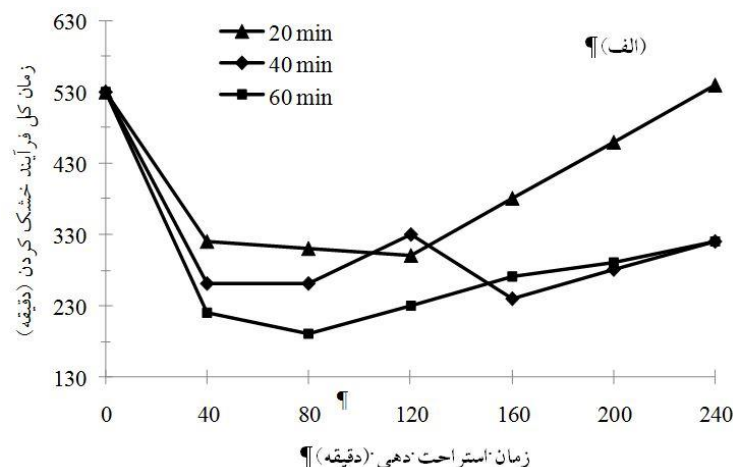 630
530
430
330
230
130
زمان کل فرآیند خشک کردن (دقیقه)
20 min
40 min
60 min
(الف)¶
0 40 80 120 160 200 240
¶
زمان·استراحت·دهی·(دقیقه)¶